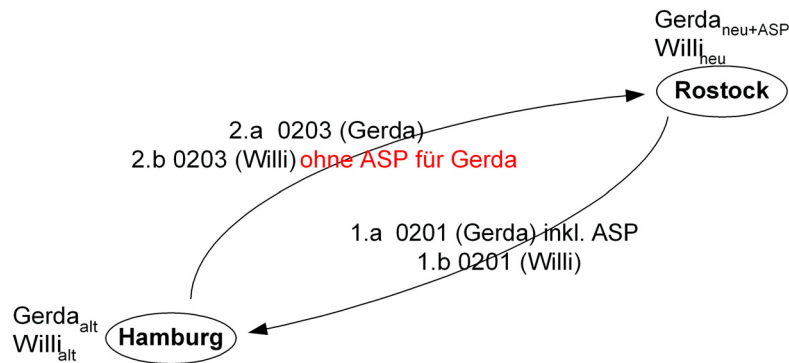 Gerda neu+ASP
Willi neu
Rostock
2.a 0203 (Gerda)
2.b 0203 (Willi) ohne ASP für Gerda
1.a 0201 (Gerda) inkl. ASP
1.b 0201 (Willi)
Gerda alt
Willi alt
Hamburg